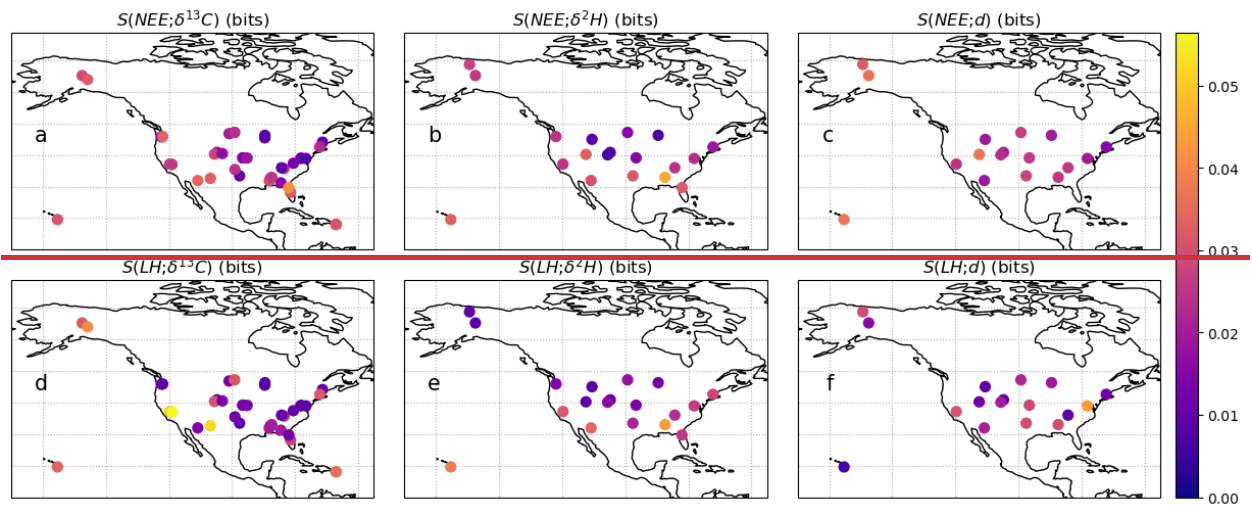 S(NEE;δ¹³C) (bits) S(NEE;δ²H) (bits) S(NEE;d) (bits)
a b c
S(LH;δ¹³C) (bits) S(LH;δ²H) (bits) S(LH;d) (bits)
d e f
0.05
0.04
0.03
0.02
0.01
0.00